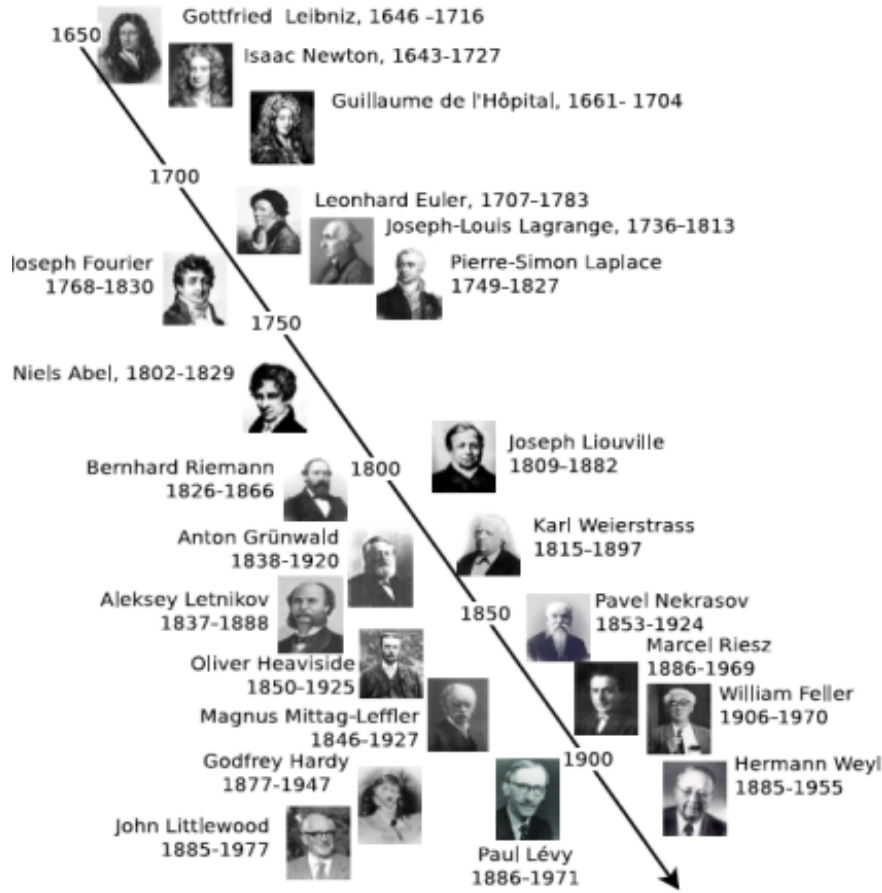 Gottfried Leibniz, 1646 –1716
1650
Isaac Newton, 1643-1727
Guillaume de l'Hôpital, 1661- 1704
1700
Leonhard Euler, 1707–1783
Joseph-Louis Lagrange, 1736–1813
Joseph Fourier
1768–1830
Pierre-Simon Laplace
1749–1827
1750
Niels Abel, 1802–1829
Joseph Liouville
1809–1882
Bernhard Riemann
1826–1866
1800
Karl Weierstrass
1815–1897
Anton Grünwald
1838-1920
Aleksey Letnikov
1837-1888
1850
Pavel Nekrasov
1853–1924
Marcel Riesz
1886-1969
Oliver Heaviside
1850-1925
William Feller
1906–1970
Magnus Mittag-Leffler
1846-1927
1900
Godfrey Hardy
1877-1947
Hermann Weyl
1885-1955
John Littlewood
1885-1977
Paul Lévy
1886-1971